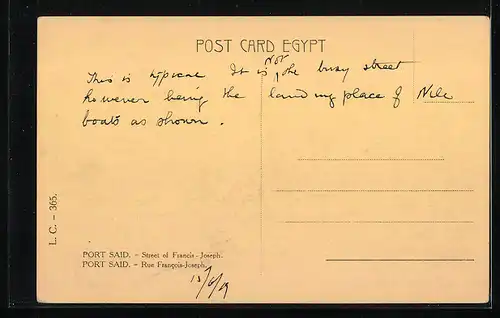 POST CARD EGYPT
This is typical It is Not the busy street
however being the landing place of Nile
boats as shown.
L. C. - 365.
PORT SAID. - Street of Francis-Joseph.
PORT SAID. - Rue François-Joseph.